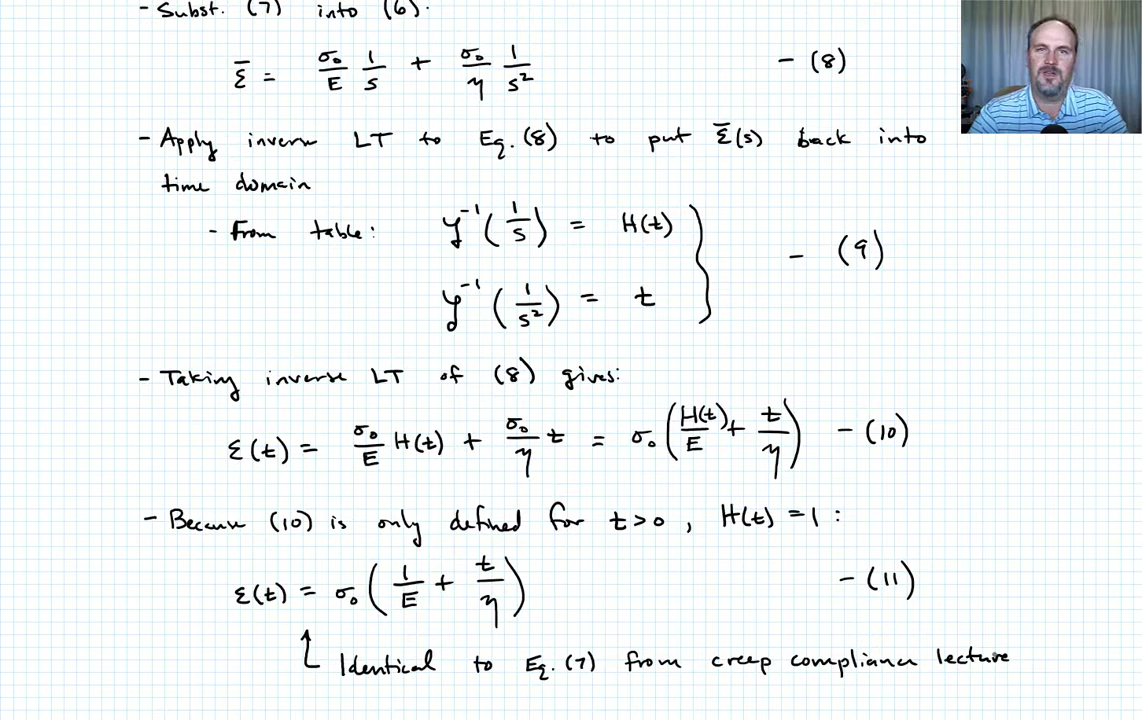 - Subst. (7) into (6):
ε̄ = σ₀/E 1/s + σ₀/η 1/s² - (8)
- Apply inverse LT to Eq. (8) to put ε̄(s) back into
time domain
- From table: ℒ⁻¹(1/s) = H(t)
ℒ⁻¹(1/s²) = t } - (9)
- Taking inverse LT of (8) gives:
ε(t) = σ₀/E H(t) + σ₀/η t = σ₀(H(t)/E + t/η) - (10)
- Because (10) is only defined for t>0, H(t) = 1:
ε(t) = σ₀(1/E + t/η) - (11)
Identical to Eq. (7) from creep compliance lecture